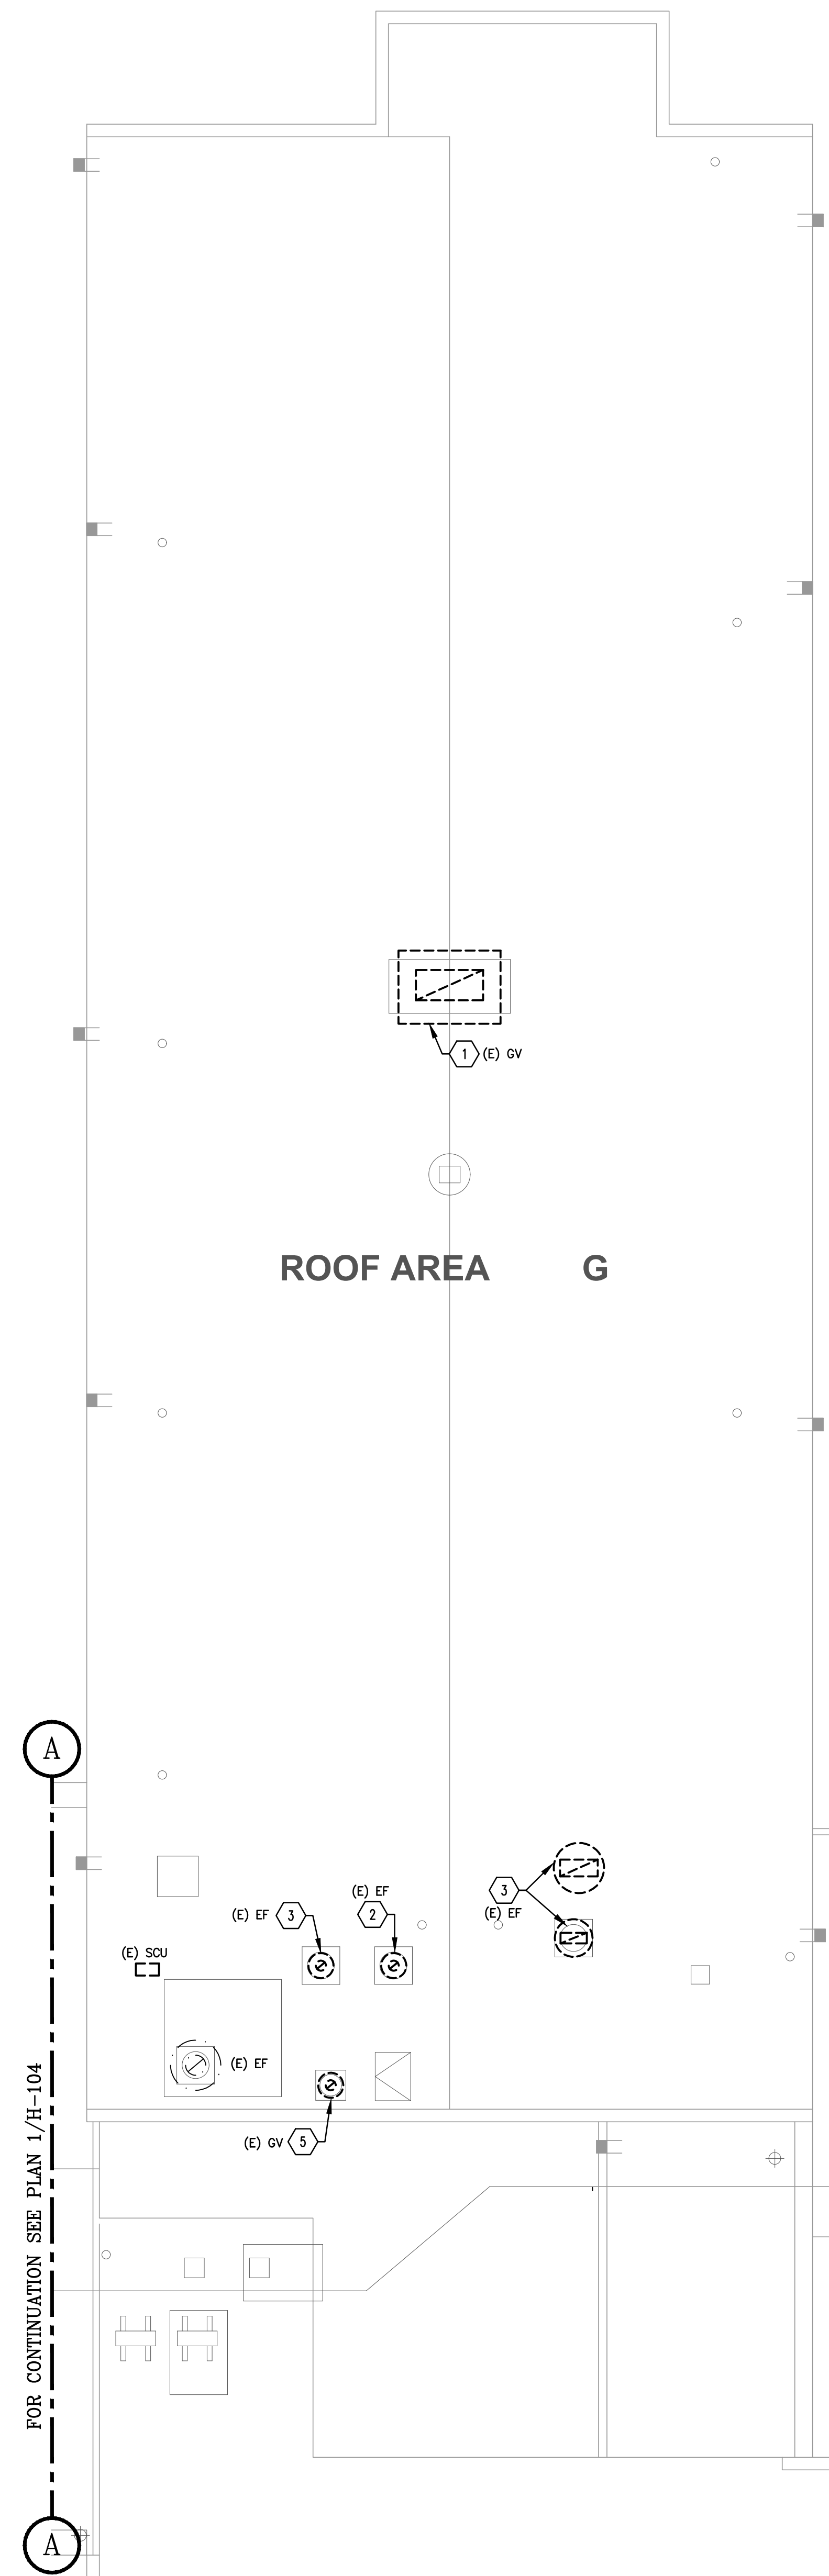 1 (E) GV
ROOF AREA G
A
3
(E) EF
(E) EF
2
(E) EF 3
(E) SCU
(E) EF
(E) GV 5
FOR CONTINUATION SEE PLAN 1/H-104
A